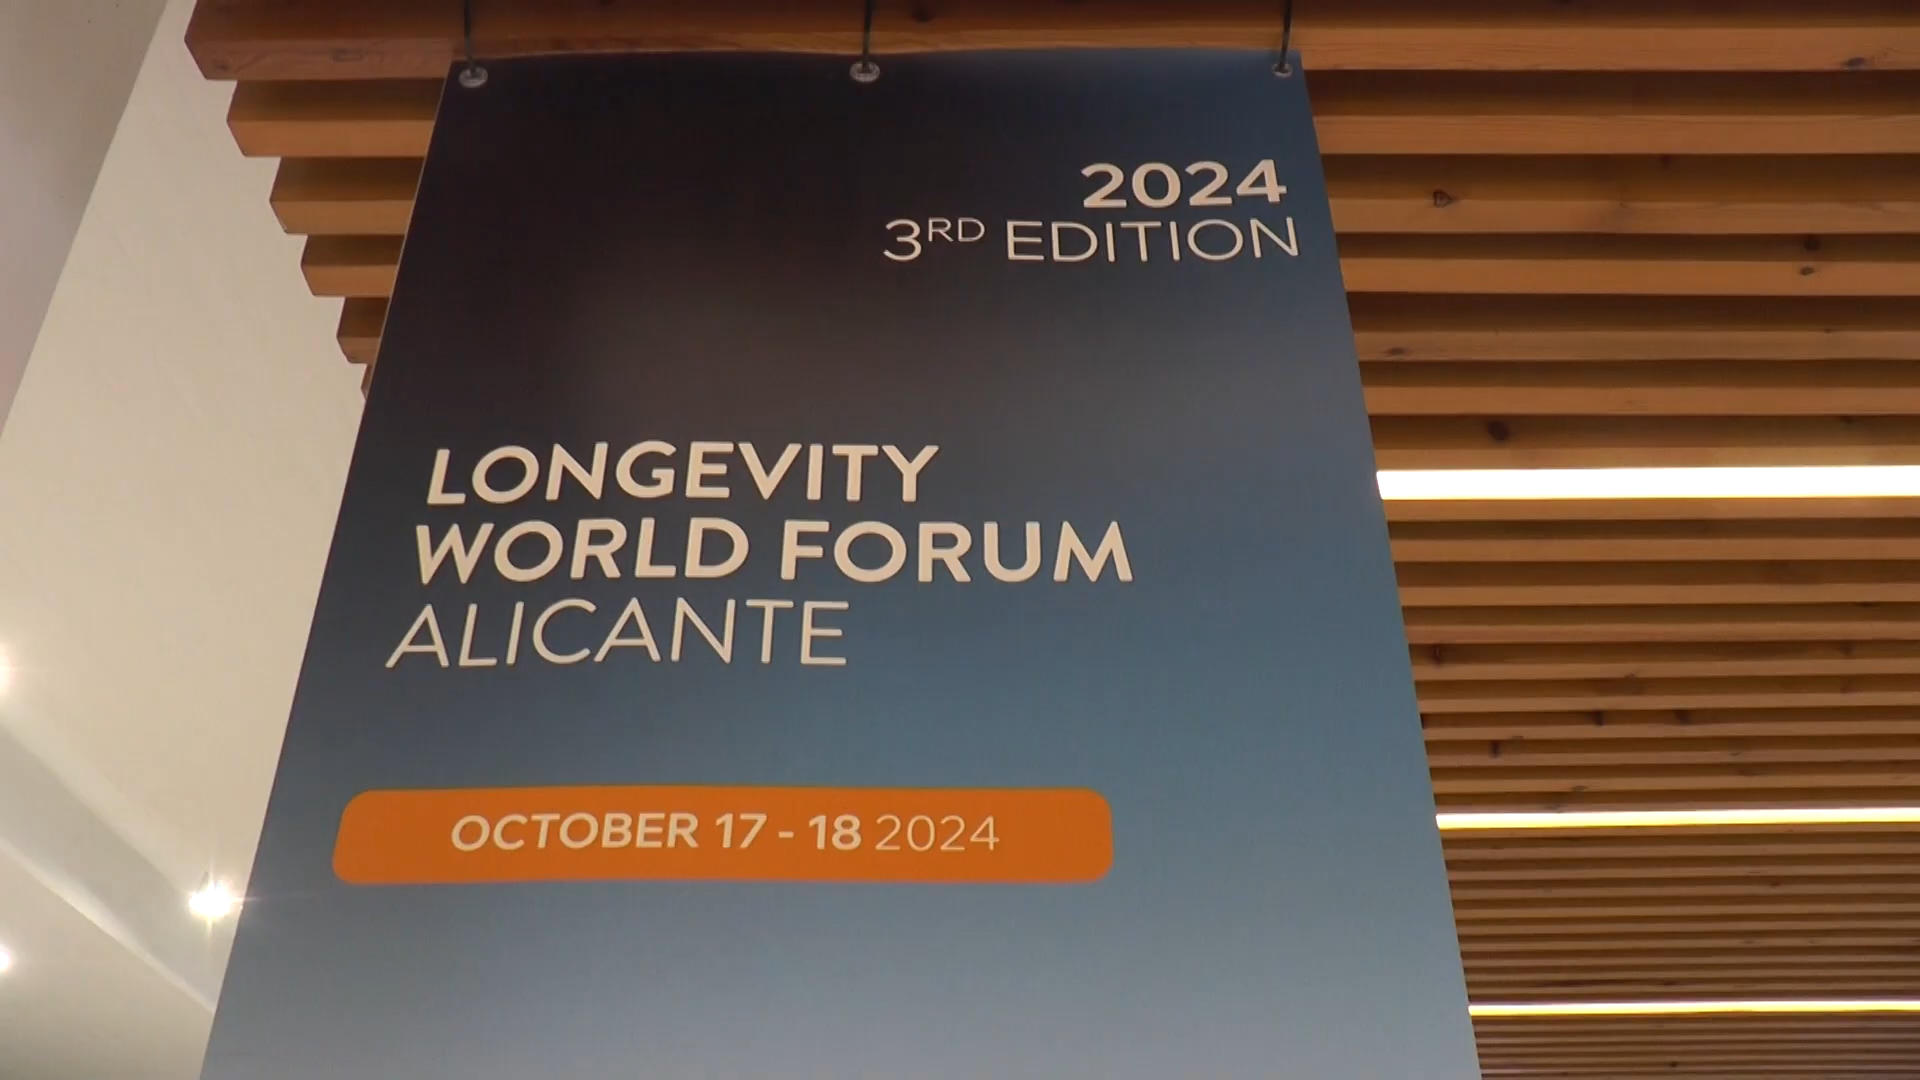 2024
3RD EDITION
LONGEVITY
WORLD FORUM
ALICANTE
OCTOBER 17 - 18 2024